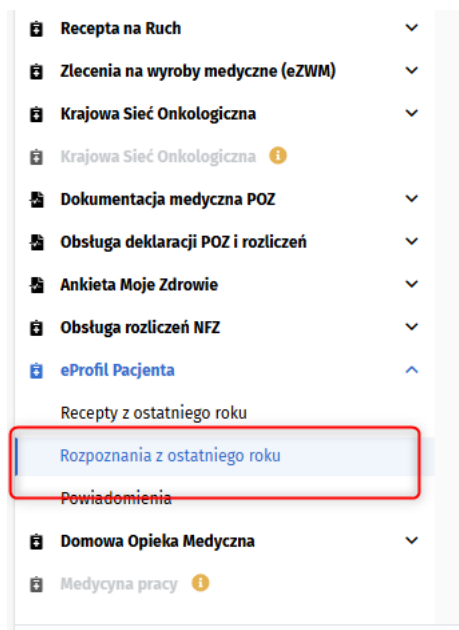 Recepta na Ruch
Zlecenia na wyroby medyczne (eZWM)
Krajowa Sieć Onkologiczna
Krajowa Sieć Onkologiczna
Dokumentacja medyczna POZ
Obsługa deklaracji POZ i rozliczeń
Ankieta Moje Zdrowie
Obsługa rozliczeń NFZ
eProfil Pacjenta
Recepty z ostatniego roku
Rozpoznania z ostatniego roku
Powiadomienia
Domowa Opieka Medyczna
Medycyna pracy